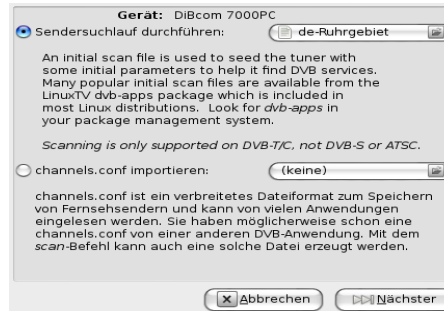 Gerät: DiBcom 7000PC
Sendersuchlauf durchführen:
de-Ruhrgebiet
An initial scan file is used to seed the tuner with
some initial parameters to help it find DVB services.
Many popular initial scan files are available from the
LinuxTV dvb-apps package which is included in
most Linux distributions.  Look for dvb-apps in
your package management system.
Scanning is only supported on DVB-T/C, not DVB-S or ATSC.
channels.conf importieren:
(keine)
channels.conf ist ein verbreitetes Dateiformat zum Speichern
von Fernsehsendern und kann von vielen Anwendungen
eingelesen werden. Sie haben möglicherweise schon eine
channels.conf von einer anderen DVB-Anwendung. Mit dem
scan-Befehl kann auch eine solche Datei erzeugt werden.
Abbrechen
Nächster